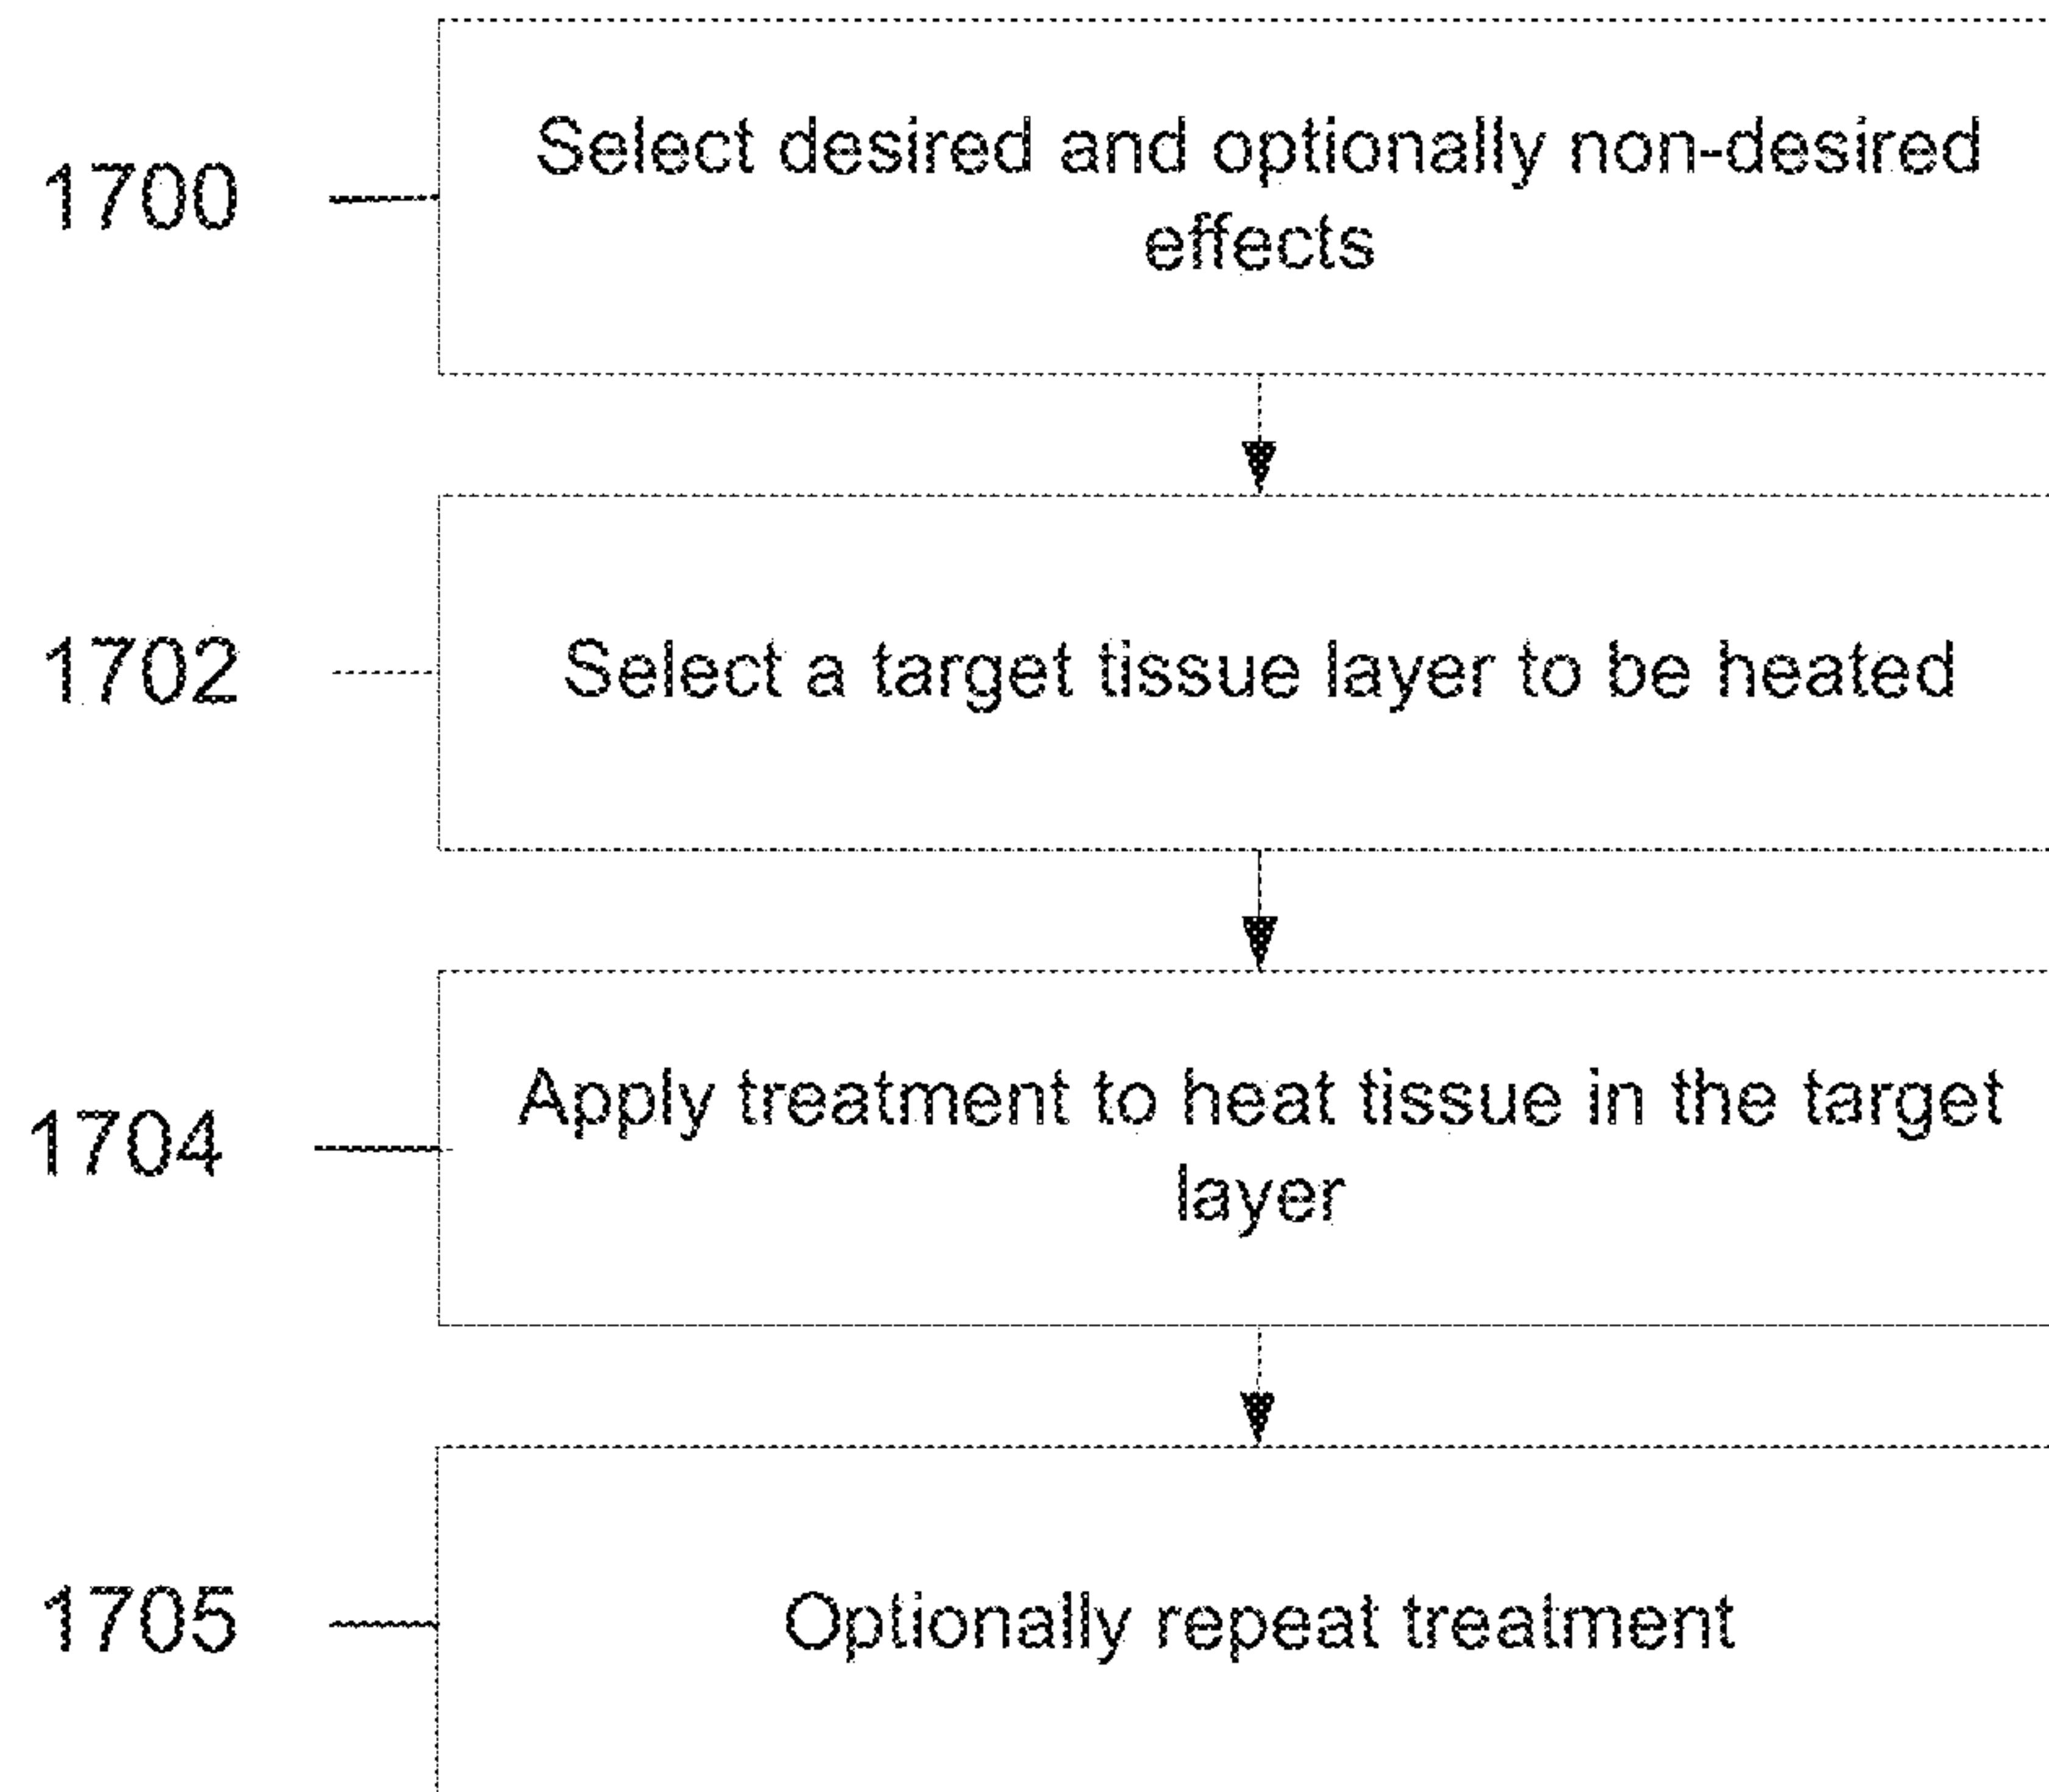 1700
Select desired and optionally non-desired
effects
1702
Select a target tissue layer to be heated
1704
Apply treatment to heat tissue in the target
layer
1705
Optionally repeat treatment